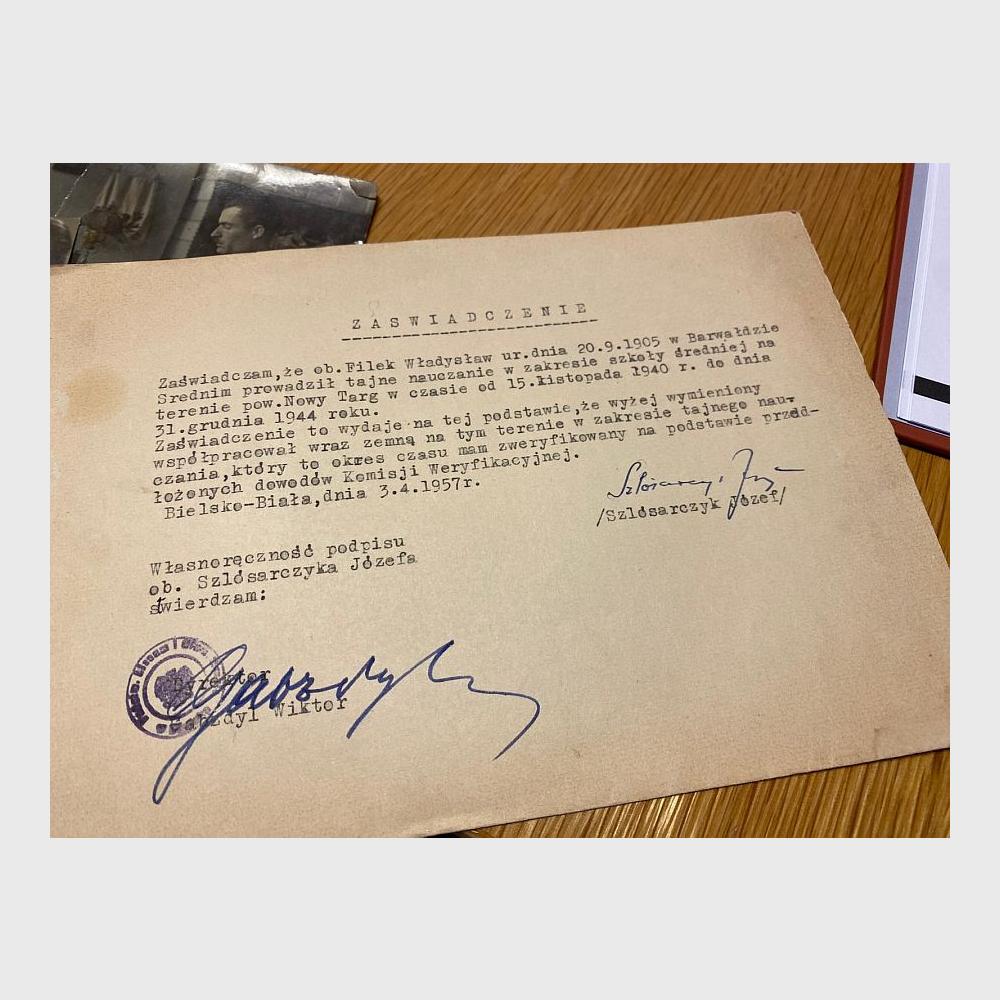 ZASWIADCZENIE
Zaświadczam,że ob.Filek Władysław ur.dnia 20.9.1905 w Barwałdzie
Srednim prowadził tajne nauczanie w zakresie szkoły średniej na
terenie pow.Nowy Targ w czasie od 15.listopada 1940 r. do dnia
31.grudnia 1944 roku.
Zaświadczenie to wydaje na tej podstawie,że wyżej wymieniony
współpracował wraz zemną na tym terenie w zakresie tajnego nau-
czania,który to okres czasu mam zweryfikowany na podstawie przed-
łożonych dowodów Komisji Weryfikacyjnej.
Bielsko-Biała,dnia 3.4.1957r.
/Szlósarczyk Józef/
Własnoręczność podpisu
ob. Szlósarczyka Józefa
stwierdzam:
Dyrektor
Gabzdyl Wiktor